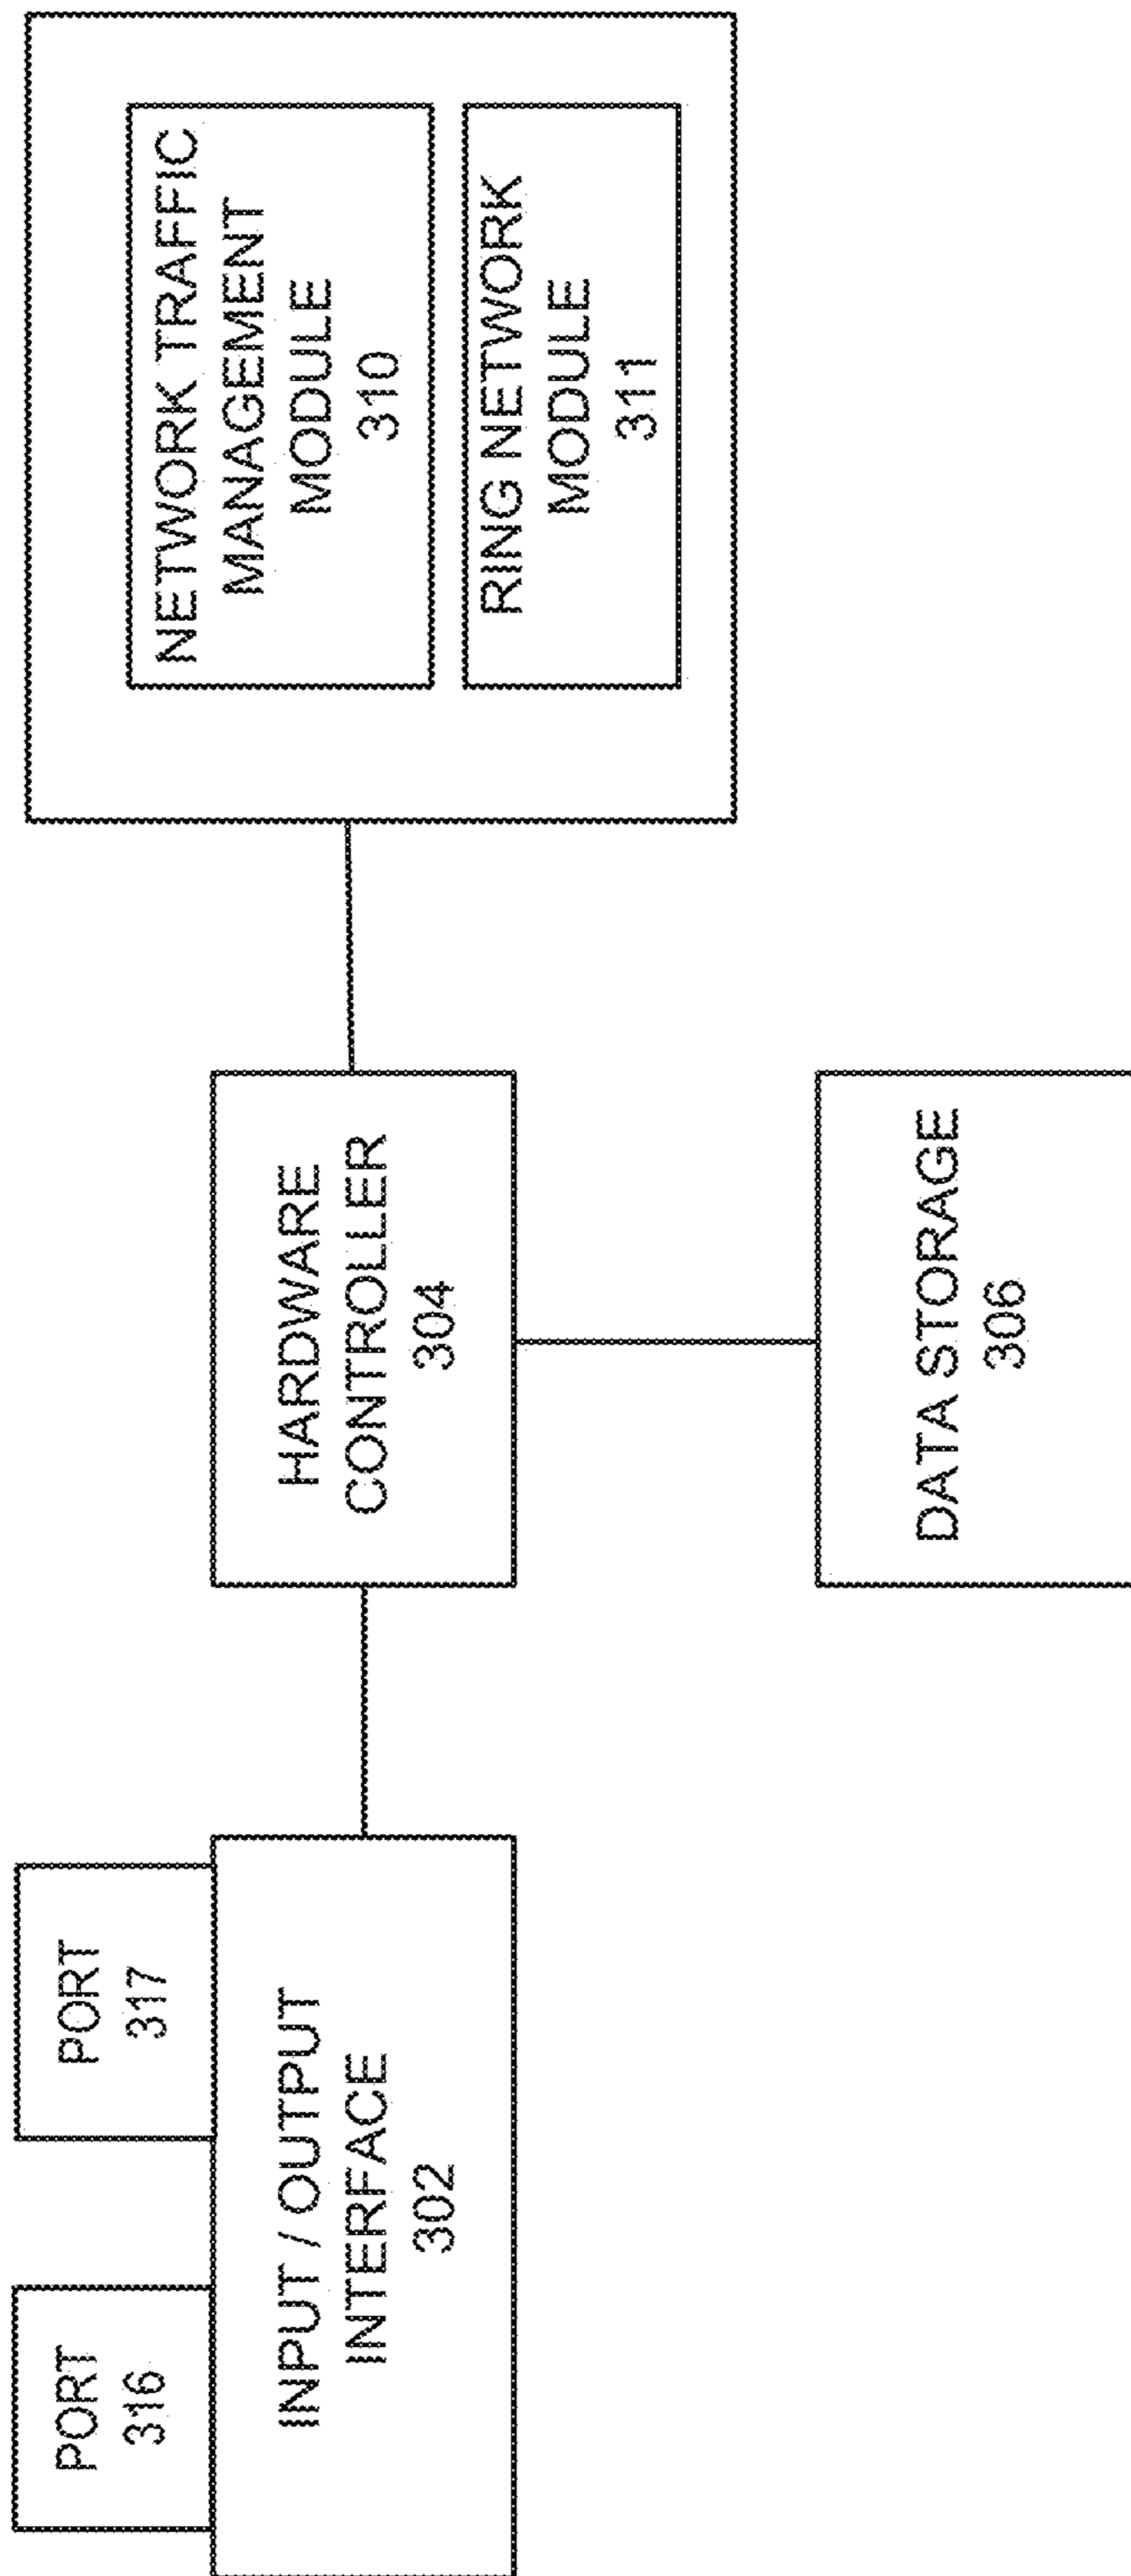 PORT
316
PORT
317
INPUT / OUTPUT
INTERFACE
302
HARDWARE
CONTROLLER
304
DATA STORAGE
306
NETWORK TRAFFIC
MANAGEMENT
MODULE
310
RING NETWORK
MODULE
311